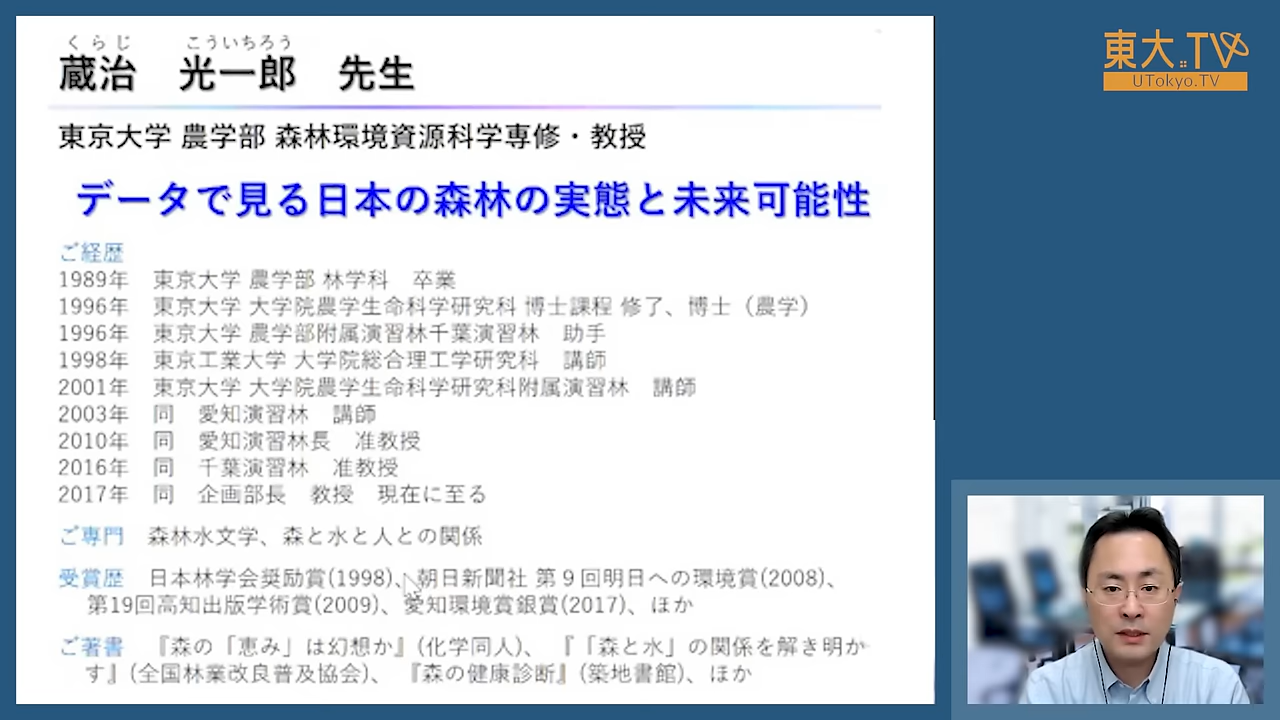 くらじ　こういちろう
蔵治　光一郎　先生
東京大学 農学部 森林環境資源科学専修・教授
データで見る日本の森林の実態と未来可能性
ご経歴
1989年　東京大学 農学部 林学科　卒業
1996年　東京大学 大学院農学生命科学研究科 博士課程 修了、博士（農学）
1996年　東京大学 農学部附属演習林千葉演習林　助手
1998年　東京工業大学 大学院総合理工学研究科　講師
2001年　東京大学 大学院農学生命科学研究科附属演習林　講師
2003年　同　愛知演習林　講師
2010年　同　愛知演習林長　准教授
2016年　同　千葉演習林　准教授
2017年　同　企画部長　教授　現在に至る
ご専門　森林水文学、森と水と人との関係
受賞歴　日本林学会奨励賞(1998)、朝日新聞社 第９回明日への環境賞(2008)、
第19回高知出版学術賞(2009)、愛知環境賞銀賞(2017)、ほか
ご著書　『森の「恵み」は幻想か』(化学同人)、『「森と水」の関係を解き明か
す』(全国林業改良普及協会)、『森の健康診断』(築地書館)、ほか
東大.TV
UTokyo.TV